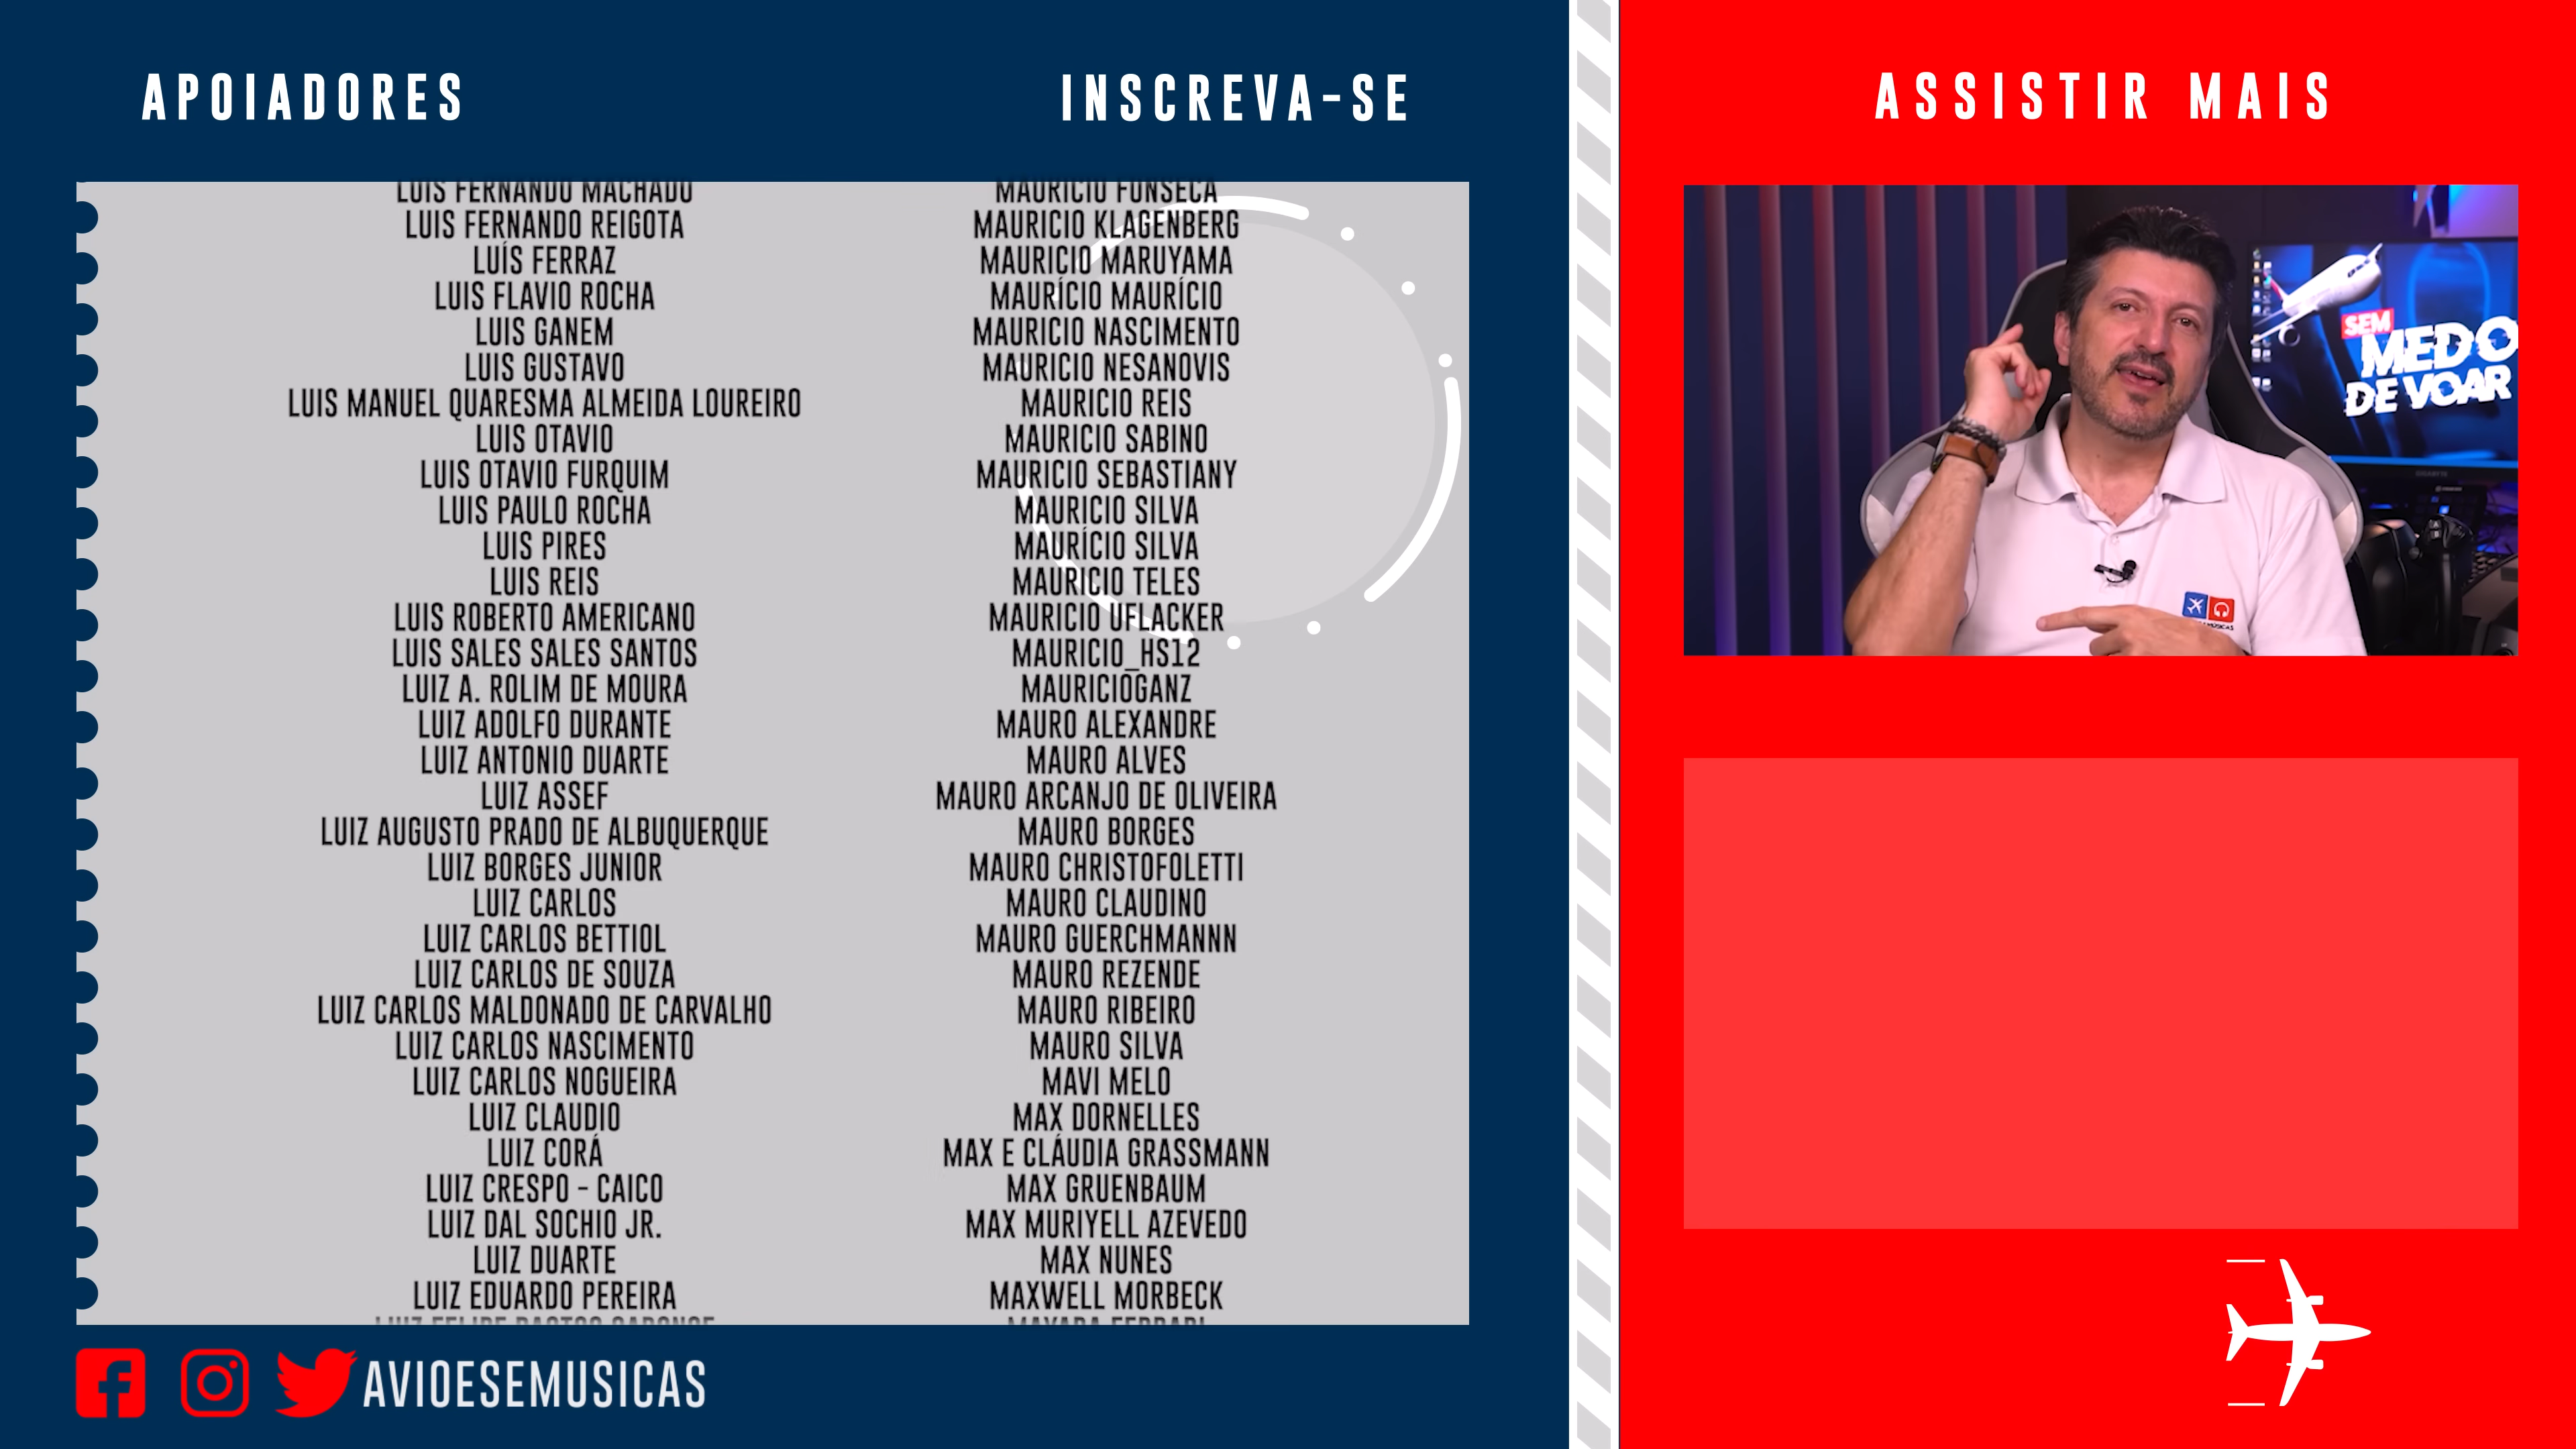 APOIADORES
INSCREVA-SE
ASSISTIR MAIS
LUIS FERNANDO MACHADO
LUIS FERNANDO REIGOTA
LUÍS FERRAZ
LUIS FLAVIO ROCHA
LUIS GANEM
LUIS GUSTAVO
LUIS MANUEL QUARESMA ALMEIDA LOUREIRO
LUIS OTAVIO
LUIS OTAVIO FURQUIM
LUIS PAULO ROCHA
LUIS PIRES
LUIS REIS
LUIS ROBERTO AMERICANO
LUIS SALES SALES SANTOS
LUIZ A. ROLIM DE MOURA
LUIZ ADOLFO DURANTE
LUIZ ANTONIO DUARTE
LUIZ ASSEF
LUIZ AUGUSTO PRADO DE ALBUQUERQUE
LUIZ BORGES JUNIOR
LUIZ CARLOS
LUIZ CARLOS BETTIOL
LUIZ CARLOS DE SOUZA
LUIZ CARLOS MALDONADO DE CARVALHO
LUIZ CARLOS NASCIMENTO
LUIZ CARLOS NOGUEIRA
LUIZ CLAUDIO
LUIZ CORÁ
LUIZ CRESPO - CAICO
LUIZ DAL SOCHIO JR.
LUIZ DUARTE
LUIZ EDUARDO PEREIRA
MAURICIO FONSECA
MAURICIO KLAGENBERG
MAURICIO MARUYAMA
MAURÍCIO MAURÍCIO
MAURICIO NASCIMENTO
MAURICIO NESANOVIS
MAURICIO REIS
MAURICIO SABINO
MAURICIO SEBASTIANY
MAURICIO SILVA
MAURÍCIO SILVA
MAURICIO TELES
MAURICIO UFLACKER
MAURICIO_HS12
MAURICIOGANZ
MAURO ALEXANDRE
MAURO ALVES
MAURO ARCANJO DE OLIVEIRA
MAURO BORGES
MAURO CHRISTOFOLETTI
MAURO CLAUDINO
MAURO GUERCHMANNN
MAURO REZENDE
MAURO RIBEIRO
MAURO SILVA
MAVI MELO
MAX DORNELLES
MAX E CLÁUDIA GRASSMANN
MAX GRUENBAUM
MAX MURIYELL AZEVEDO
MAX NUNES
MAXWELL MORBECK
MAYARA FERRARI
SEM
MEDO
DE VOAR
AVIOESEMUSICAS